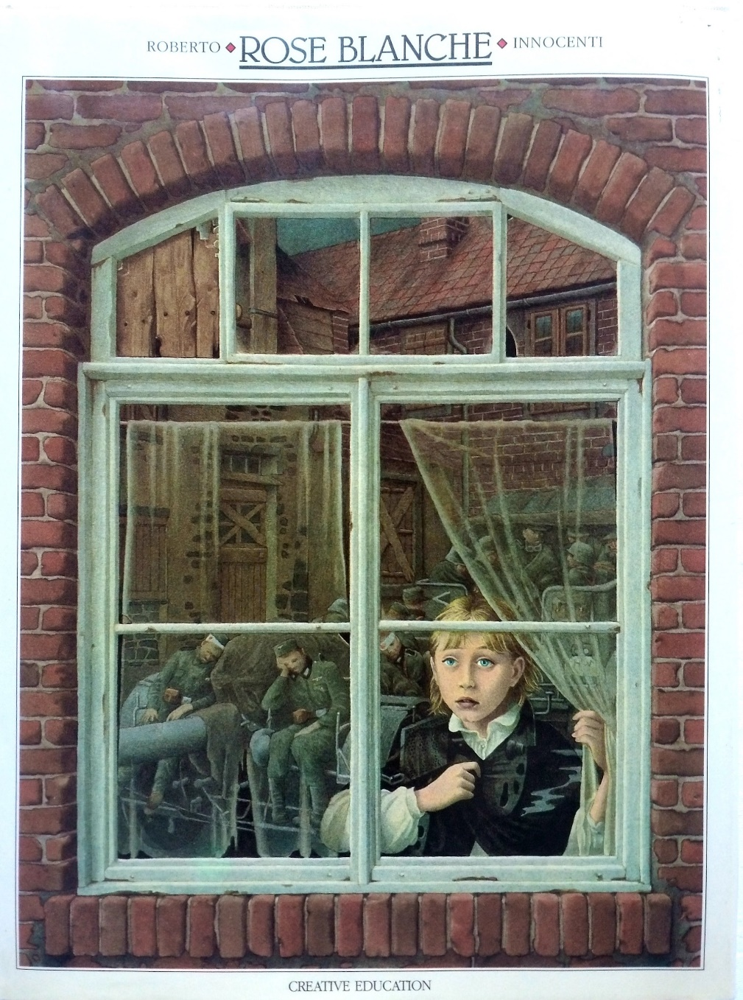 ROBERTO ◆ ROSE BLANCHE ◆ INNOCENTI
CREATIVE EDUCATION